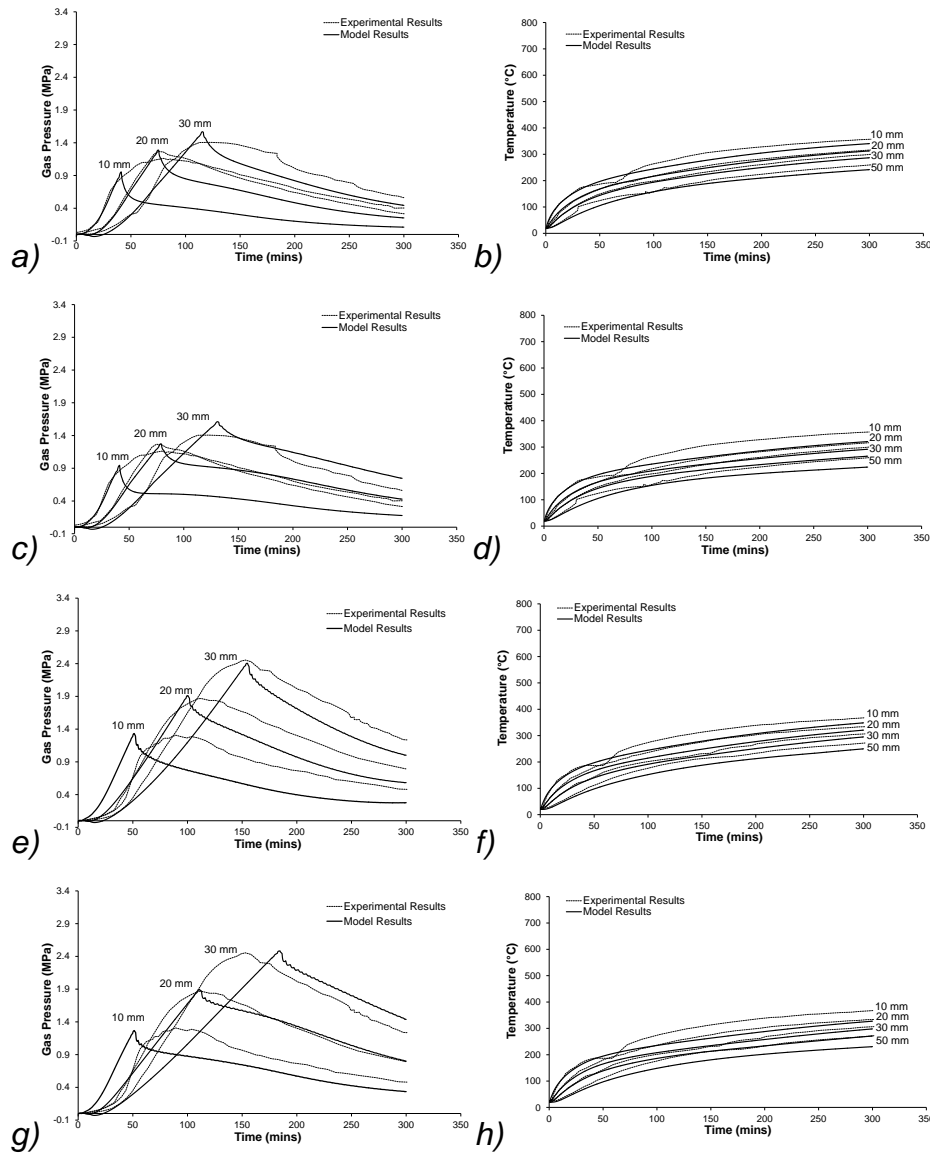 3.4
2.9
2.4
1.9
1.4
0.9
0.4
-0.1
Gas Pressure (MPa)
Experimental Results
Model Results
10 mm
20 mm
30 mm
0 50 100 150 200 250 300 350
Time (mins)
a)
800
700
600
500
400
300
200
100
0
Temperature (°C)
Experimental Results
Model Results
10 mm
20 mm
30 mm
50 mm
0 50 100 150 200 250 300 350
Time (mins)
b)
3.4
2.9
2.4
1.9
1.4
0.9
0.4
-0.1
Gas Pressure (MPa)
Experimental Results
Model Results
10 mm
20 mm
30 mm
0 50 100 150 200 250 300 350
Time (mins)
c)
800
700
600
500
400
300
200
100
0
Temperature (°C)
Experimental Results
Model Results
10 mm
20 mm
30 mm
50 mm
0 50 100 150 200 250 300 350
Time (mins)
d)
3.4
2.9
2.4
1.9
1.4
0.9
0.4
-0.1
Gas Pressure (MPa)
Experimental Results
Model Results
10 mm
20 mm
30 mm
0 50 100 150 200 250 300 350
Time (mins)
e)
800
700
600
500
400
300
200
100
0
Temperature (°C)
Experimental Results
Model Results
10 mm
20 mm
30 mm
50 mm
0 50 100 150 200 250 300 350
Time (mins)
f)
3.4
2.9
2.4
1.9
1.4
0.9
0.4
-0.1
Gas Pressure (MPa)
Experimental Results
Model Results
10 mm
20 mm
30 mm
0 50 100 150 200 250 300 350
Time (mins)
g)
800
700
600
500
400
300
200
100
0
Temperature (°C)
Experimental Results
Model Results
10 mm
20 mm
30 mm
50 mm
0 50 100 150 200 250 300 350
Time (mins)
h)